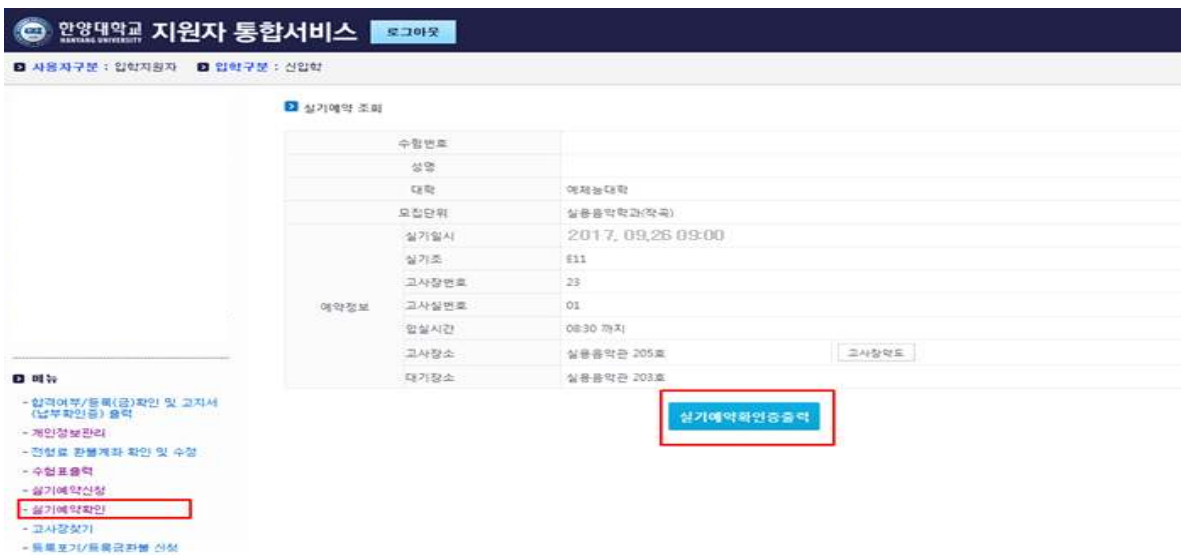 한양대학교 지원자 통합서비스 로그아웃
HANYANG UNIVERSITY
사용자구분 : 입학지원자 입학구분 : 신입학
실기예약 조회
수험번호
성명
대학 예체능대학
모집단위 실용음악학과(작곡)
예약정보
실기일시 2017, 09,26 09:00
실기조 E11
고사장번호 23
고사실번호 01
입실시간 08:30 까지
고사장소 실용음악관 205호 고사장약도
대기장소 실용음악관 203호
실기예약확인증출력
메뉴
- 합격여부/등록(금)확인 및 고지서
(납부확인증) 출력
- 개인정보관리
- 전형료 환불계좌 확인 및 수정
- 수험표출력
- 실기예약신청
- 실기예약확인
- 고사장찾기
- 등록포기/등록금환불 신청